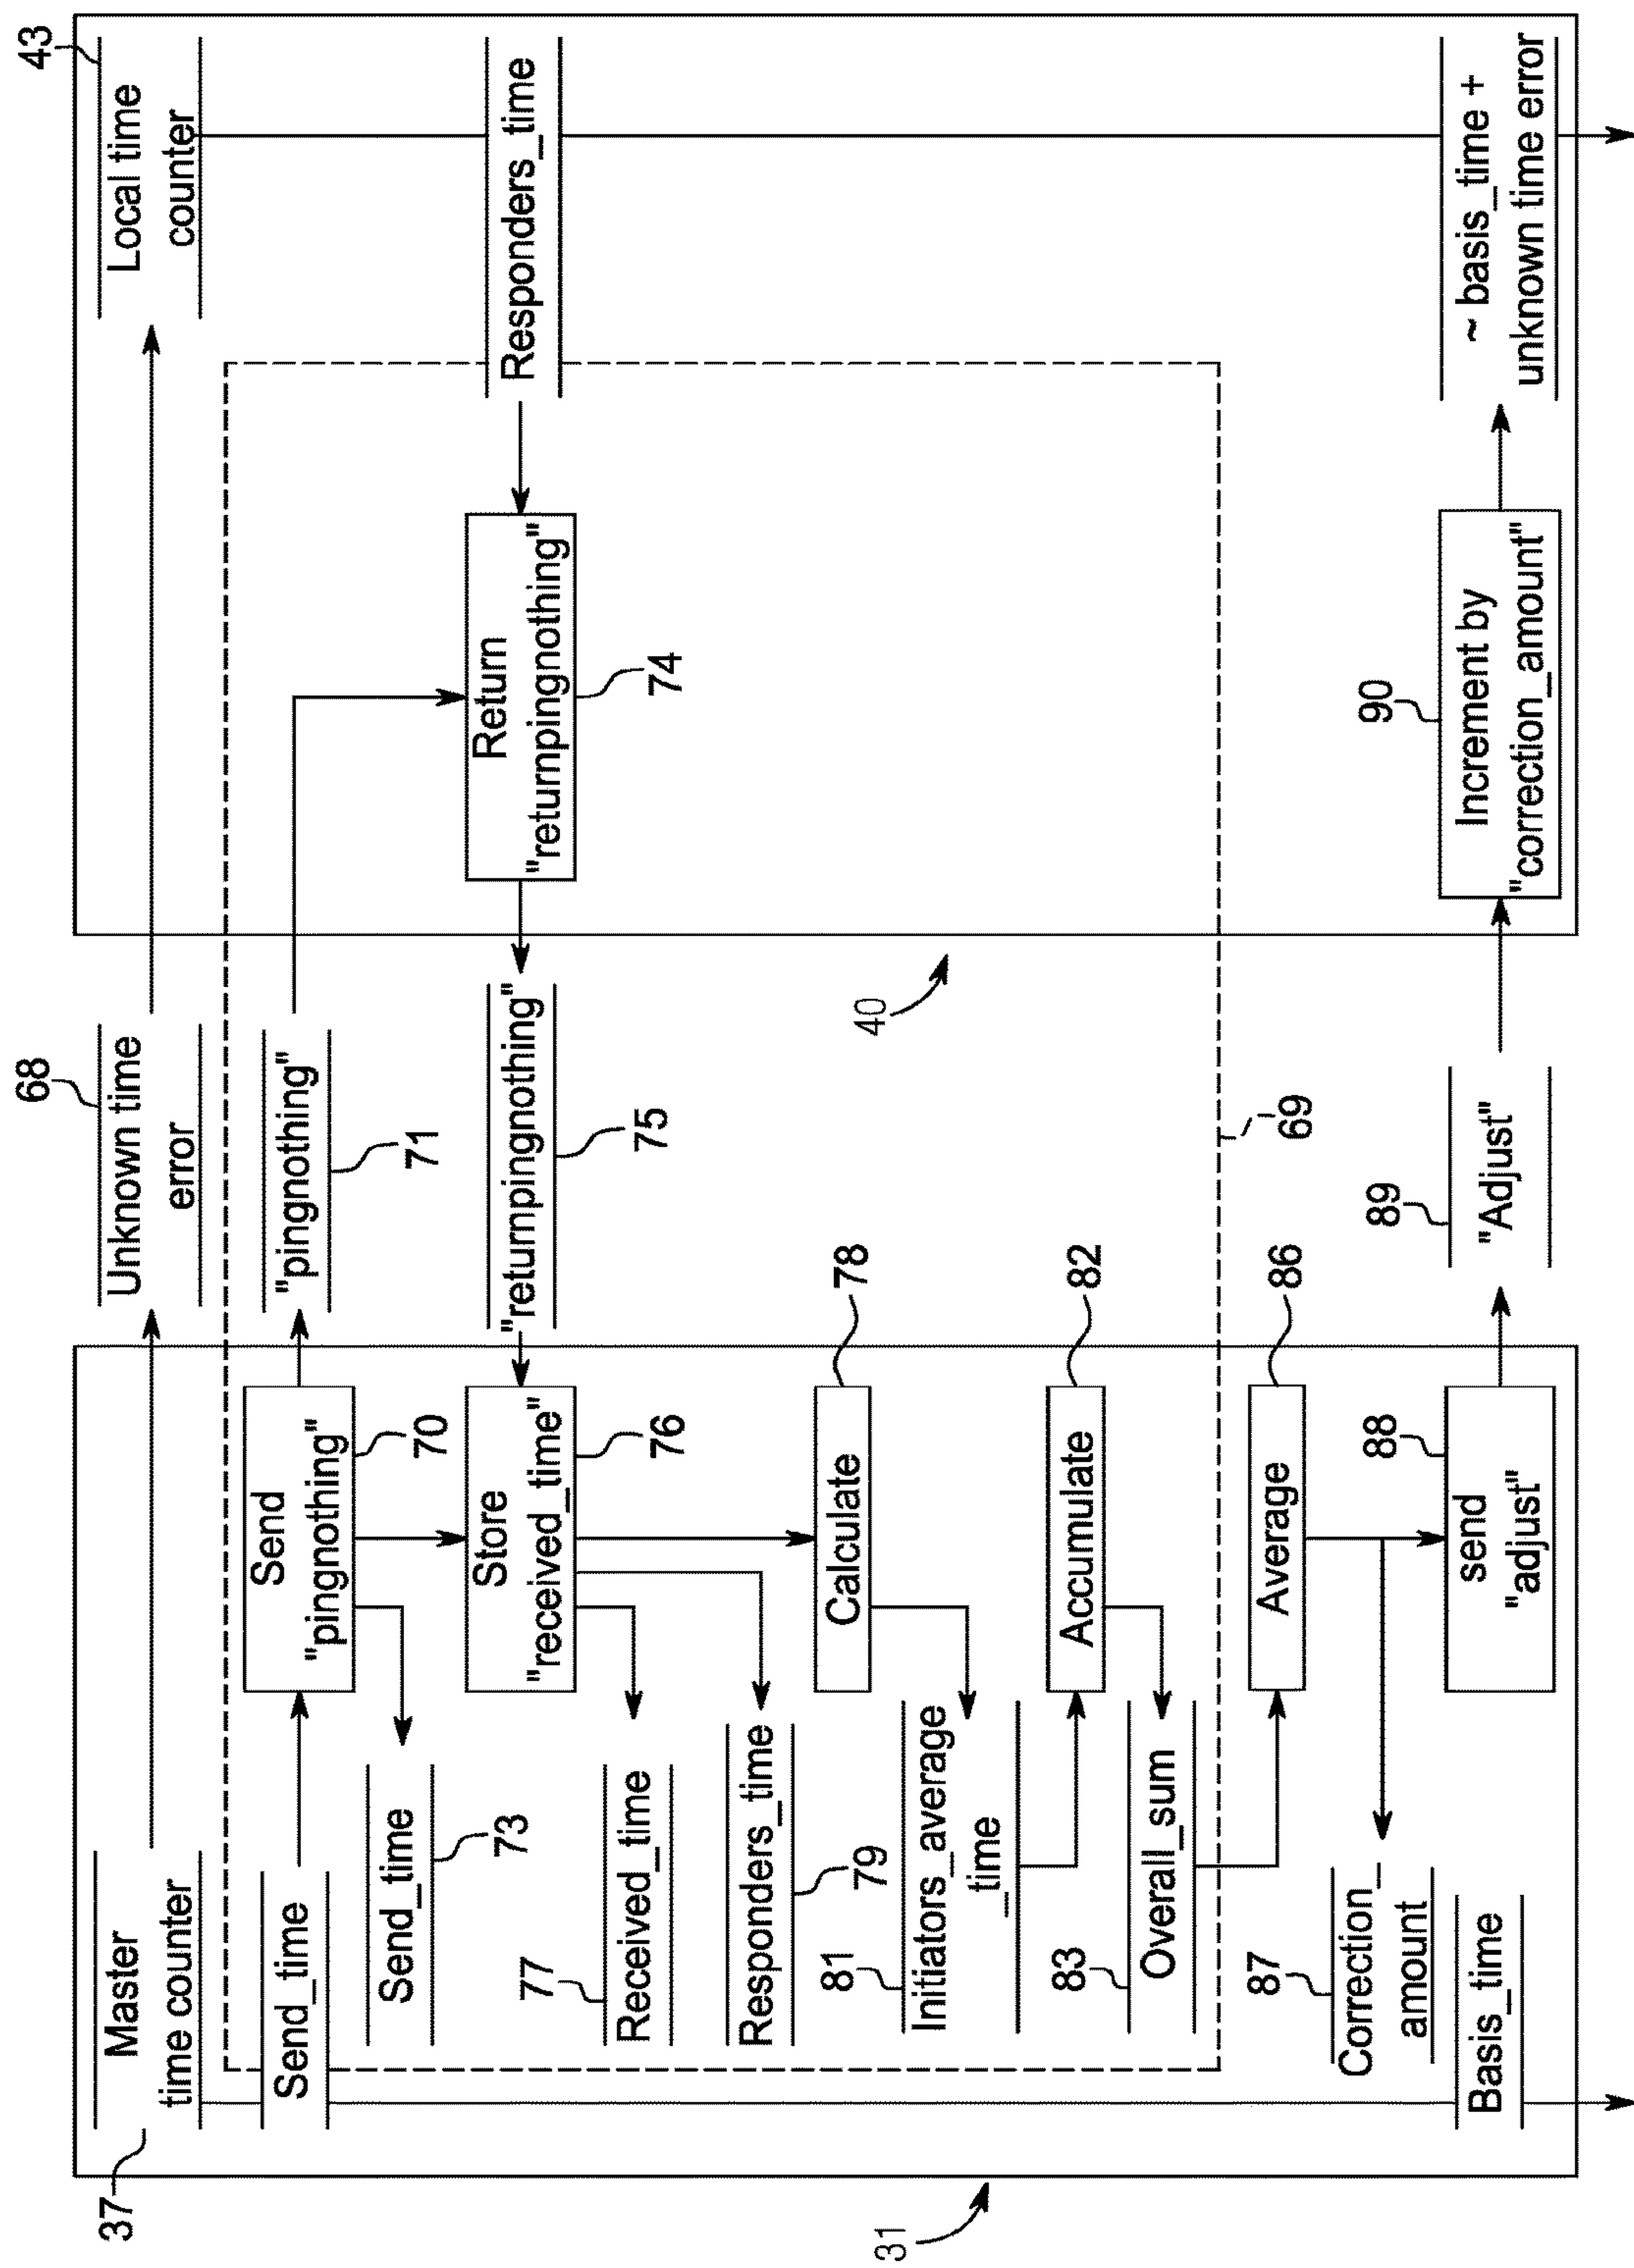 37
Master
time counter
68
Unknown time
error
43
Local time
counter
Send_time
Send
"pingnothing"
70
"pingnothing"
71
Send_time
73
Store
"received_time"
76
"returnpingnothing"
75
Return
"returnpingnothing"
74
Responders_time
77
Received_time
Responders_time
79
Calculate
78
81
Initiators_average
_time
Accumulate
82
83
Overall_sum
69
40
31
Average
86
87
Correction_
amount
Basis_time
send
"adjust"
88
89
"Adjust"
90
Increment by
"correction_amount"
~ basis_time +
unknown time error